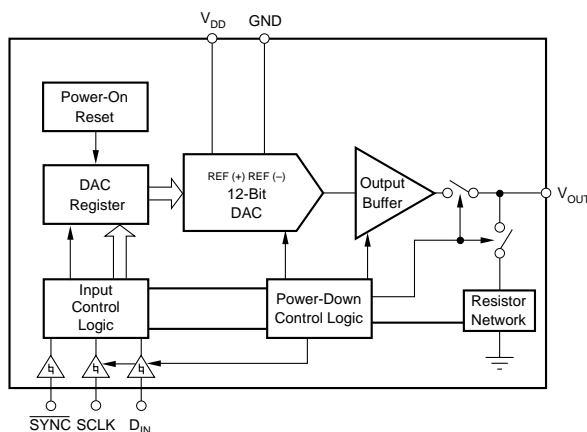 V_DD GND
Power-On
Reset
DAC
Register
REF (+) REF (–)
12-Bit
DAC
Output
Buffer
V_OUT
Input
Control
Logic
Power-Down
Control Logic
Resistor
Network
S̅Y̅N̅C̅ SCLK D_IN